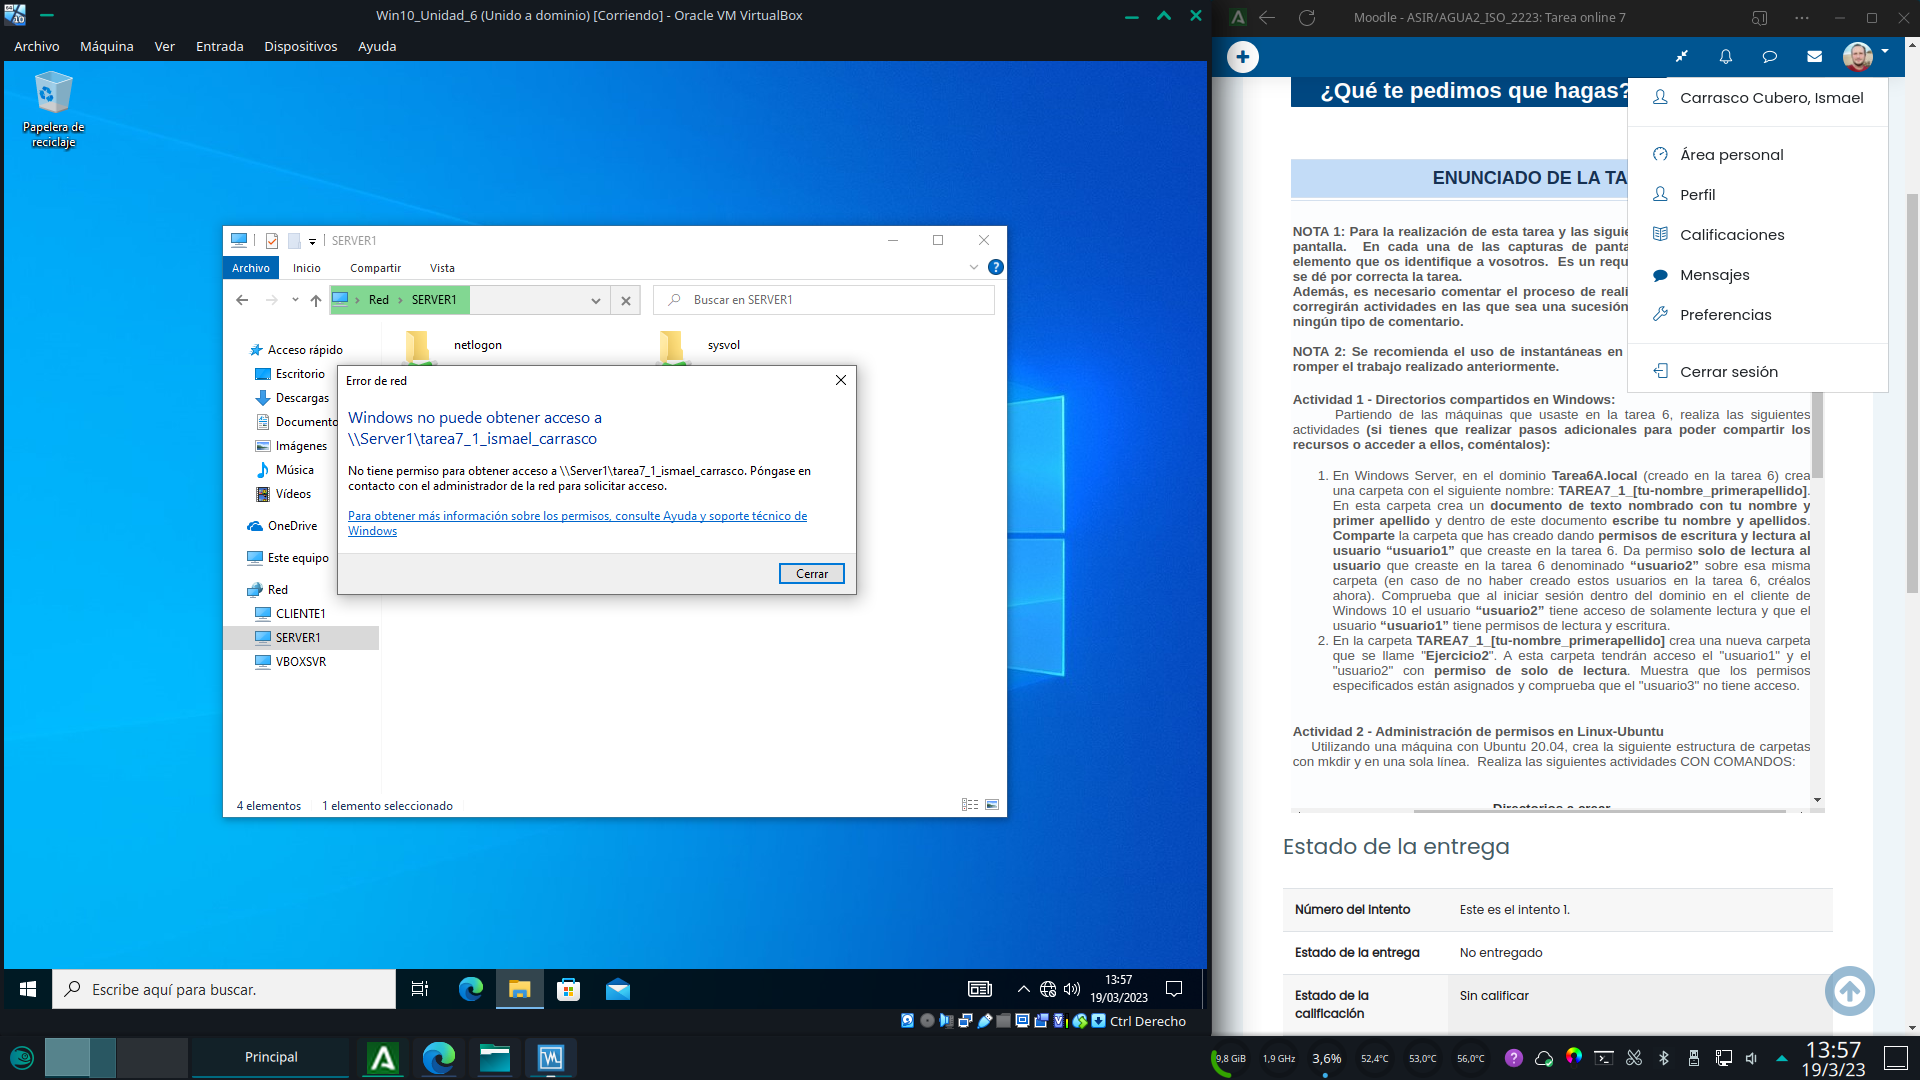 Win10_Unidad_6 (Unido a dominio) [Corriendo] - Oracle VM VirtualBox
Archivo Máquina Ver Entrada Dispositivos Ayuda
Papelera de
reciclaje
SERVER1
Archivo Inicio Compartir Vista
Red SERVER1
Buscar en SERVER1
netlogon
sysvol
Acceso rápido
Escritorio
Descargas
Documento
Imágenes
Música
Vídeos
OneDrive
Este equipo
Red
CLIENTE1
SERVER1
VBOXSVR
Error de red
Windows no puede obtener acceso a
\\Server1\tarea7_1_ismael_carrasco
No tiene permiso para obtener acceso a \\Server1\tarea7_1_ismael_carrasco. Póngase en
contacto con el administrador de la red para solicitar acceso.
Para obtener más información sobre los permisos, consulte Ayuda y soporte técnico de
Windows
Cerrar
4 elementos 1 elemento seleccionado
Escribe aquí para buscar.
13:57
19/03/2023
Ctrl Derecho
Moodle - ASIR/AGUA2_ISO_2223: Tarea online 7
¿Qué te pedimos que hagas?
Carrasco Cubero, Ismael
Área personal
Perfil
Calificaciones
Mensajes
Preferencias
Cerrar sesión
ENUNCIADO DE LA TA
NOTA 1: Para la realización de esta tarea y las siguie
pantalla. En cada una de las capturas de panta
elemento que os identifique a vosotros. Es un requ
se dé por correcta la tarea.
Además, es necesario comentar el proceso de reali
corregirán actividades en las que sea una sucesión
ningún tipo de comentario.
NOTA 2: Se recomienda el uso de instantáneas en
romper el trabajo realizado anteriormente.
Actividad 1 - Directorios compartidos en Windows:
Partiendo de las máquinas que usaste en la tarea 6, realiza las siguientes
actividades (si tienes que realizar pasos adicionales para poder compartir los
recursos o acceder a ellos, coméntalos):
1. En Windows Server, en el dominio Tarea6A.local (creado en la tarea 6) crea
una carpeta con el siguiente nombre: TAREA7_1_[tu-nombre_primerapellido].
En esta carpeta crea un documento de texto nombrado con tu nombre y
primer apellido y dentro de este documento escribe tu nombre y apellidos.
Comparte la carpeta que has creado dando permisos de escritura y lectura al
usuario “usuario1” que creaste en la tarea 6. Da permiso solo de lectura al
usuario que creaste en la tarea 6 denominado “usuario2” sobre esa misma
carpeta (en caso de no haber creado estos usuarios en la tarea 6, créalos
ahora). Comprueba que al iniciar sesión dentro del dominio en el cliente de
Windows 10 el usuario “usuario2” tiene acceso de solamente lectura y que el
usuario “usuario1” tiene permisos de lectura y escritura.
2. En la carpeta TAREA7_1_[tu-nombre_primerapellido] crea una nueva carpeta
que se llame "Ejercicio2". A esta carpeta tendrán acceso el "usuario1" y el
"usuario2" con permiso de solo de lectura. Muestra que los permisos
especificados están asignados y comprueba que el "usuario3" no tiene acceso.
Actividad 2 - Administración de permisos en Linux-Ubuntu
Utilizando una máquina con Ubuntu 20.04, crea la siguiente estructura de carpetas
con mkdir y en una sola línea. Realiza las siguientes actividades CON COMANDOS:
Directorios a crear
Estado de la entrega
Número del intento Este es el intento 1.
Estado de la entrega No entregado
Estado de la
calificación
Sin calificar
Principal
9,8 GiB 1,9 GHz 3,6% 52,4°C 53,0°C 56,0°C
13:57
19/3/23